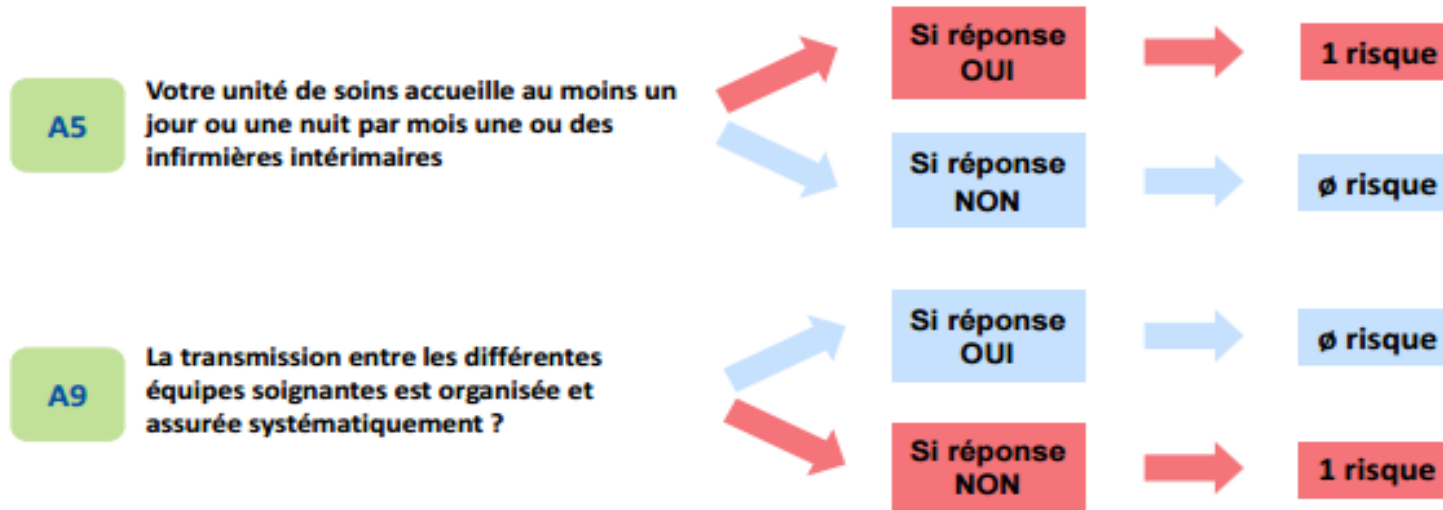 A5
Votre unité de soins accueille au moins un
jour ou une nuit par mois une ou des
infirmières intérimaires
Si réponse
OUI
1 risque
Si réponse
NON
ø risque
A9
La transmission entre les différentes
équipes soignantes est organisée et
assurée systématiquement ?
Si réponse
OUI
ø risque
Si réponse
NON
1 risque